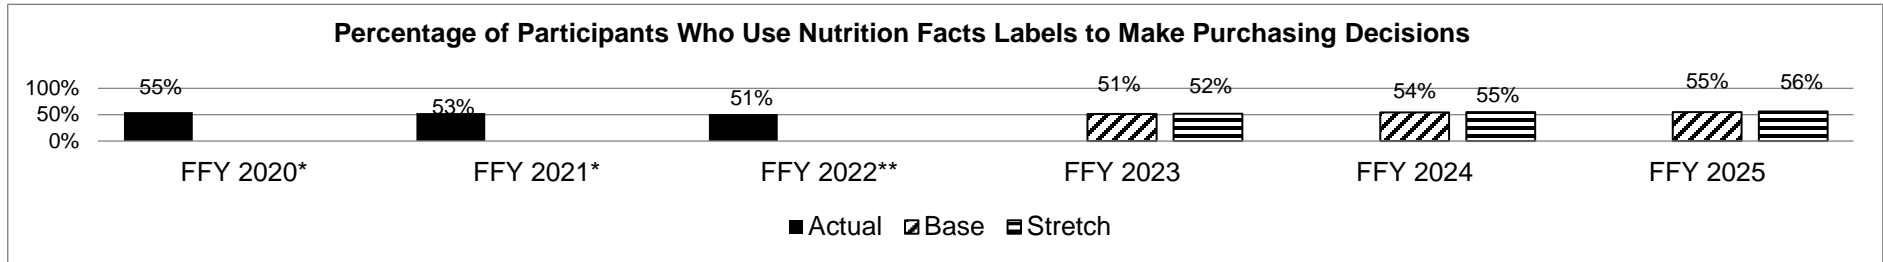 Percentage of Participants Who Use Nutrition Facts Labels to Make Purchasing Decisions
100%
50%
0%
55%
53%
51%
51%
52%
54%
55%
55%
56%
FFY 2020*
FFY 2021*
FFY 2022**
FFY 2023
FFY 2024
FFY 2025
Actual
Base
Stretch